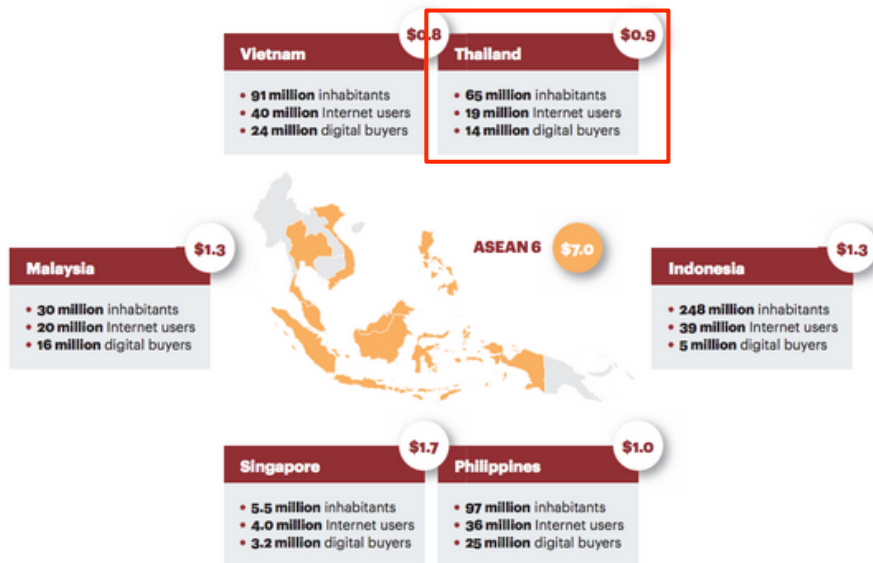 $0.8
Vietnam
• 91 million inhabitants
• 40 million Internet users
• 24 million digital buyers
$0.9
Thailand
• 65 million inhabitants
• 19 million Internet users
• 14 million digital buyers
$1.3
Malaysia
• 30 million inhabitants
• 20 million Internet users
• 16 million digital buyers
ASEAN 6 $7.0
$1.3
Indonesia
• 248 million inhabitants
• 39 million Internet users
• 5 million digital buyers
$1.7
Singapore
• 5.5 million inhabitants
• 4.0 million Internet users
• 3.2 million digital buyers
$1.0
Philippines
• 97 million inhabitants
• 36 million Internet users
• 25 million digital buyers